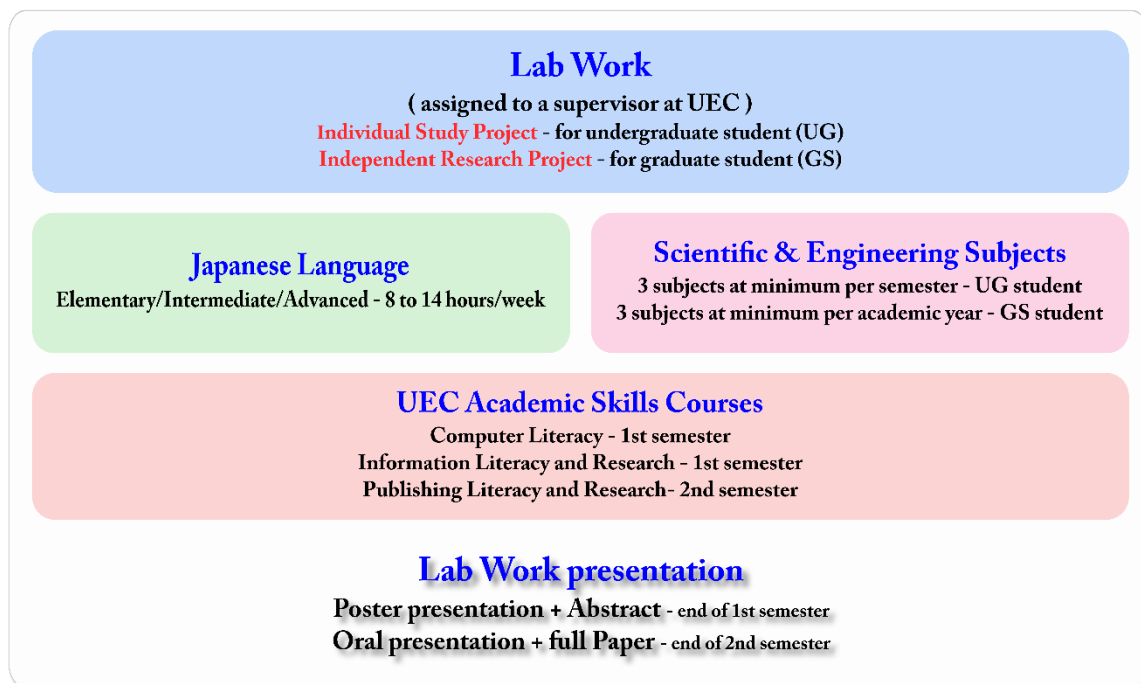 Lab Work
( assigned to a supervisor at UEC )
Individual Study Project - for undergraduate student (UG)
Independent Research Project - for graduate student (GS)
Japanese Language
Elementary/Intermediate/Advanced - 8 to 14 hours/week
Scientific & Engineering Subjects
3 subjects at minimum per semester - UG student
3 subjects at minimum per academic year - GS student
UEC Academic Skills Courses
Computer Literacy - 1st semester
Information Literacy and Research - 1st semester
Publishing Literacy and Research- 2nd semester
Lab Work presentation
Poster presentation + Abstract - end of 1st semester
Oral presentation + full Paper - end of 2nd semester